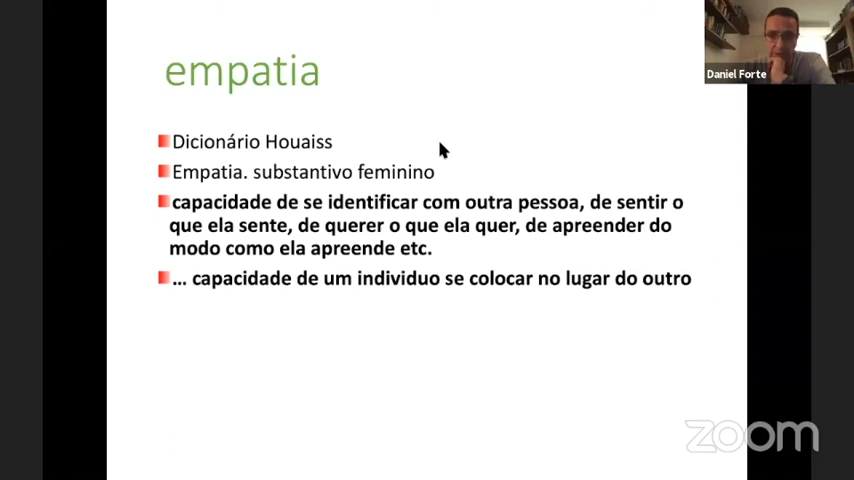 empatia
Daniel Forte
Dicionário Houaiss
Empatia. substantivo feminino
capacidade de se identificar com outra pessoa, de sentir o
que ela sente, de querer o que ela quer, de apreender do
modo como ela apreende etc.
... capacidade de um individuo se colocar no lugar do outro
zoom